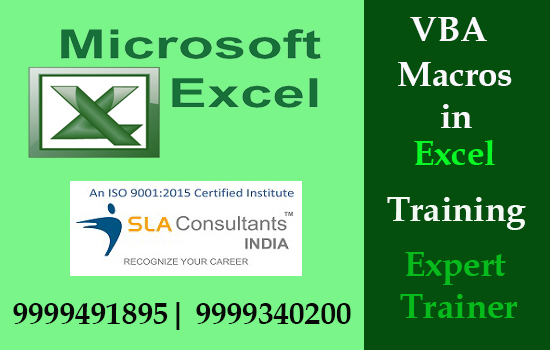 Microsoft
Excel
An ISO 9001:2015 Certified Institute
SLA Consultants™
INDIA
RECOGNIZE YOUR CAREER
9999491895| 9999340200
VBA
Macros
in
Excel
Training
Expert
Trainer